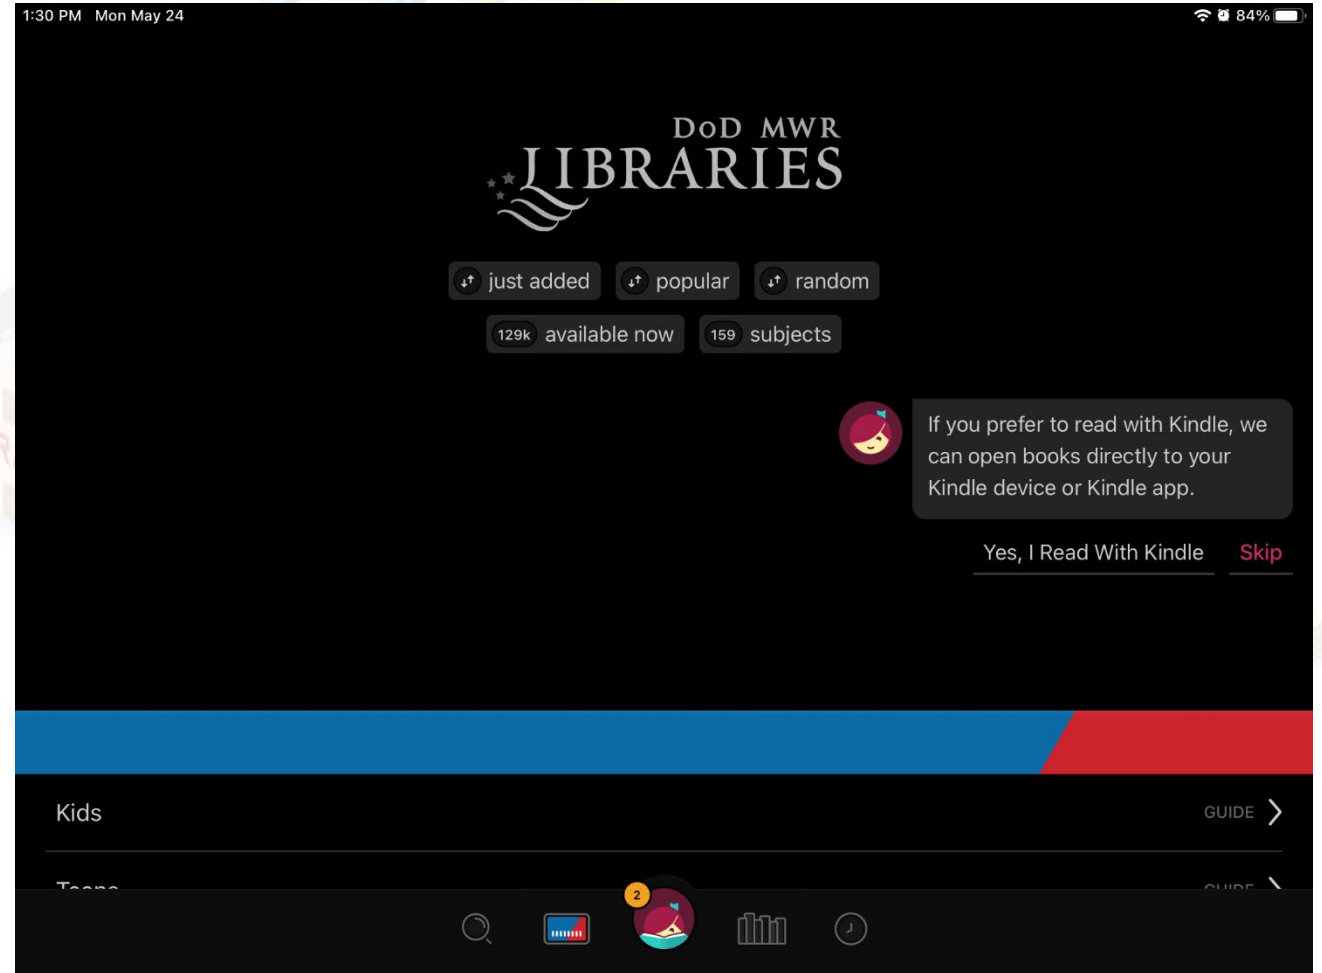 1:30 PM Mon May 24
84%
DoD MWR
LIBRARIES
just added
popular
random
129k available now
159 subjects
If you prefer to read with Kindle, we
can open books directly to your
Kindle device or Kindle app.
Yes, I Read With Kindle
Skip
Kids
GUIDE
Teens
GUIDE
2